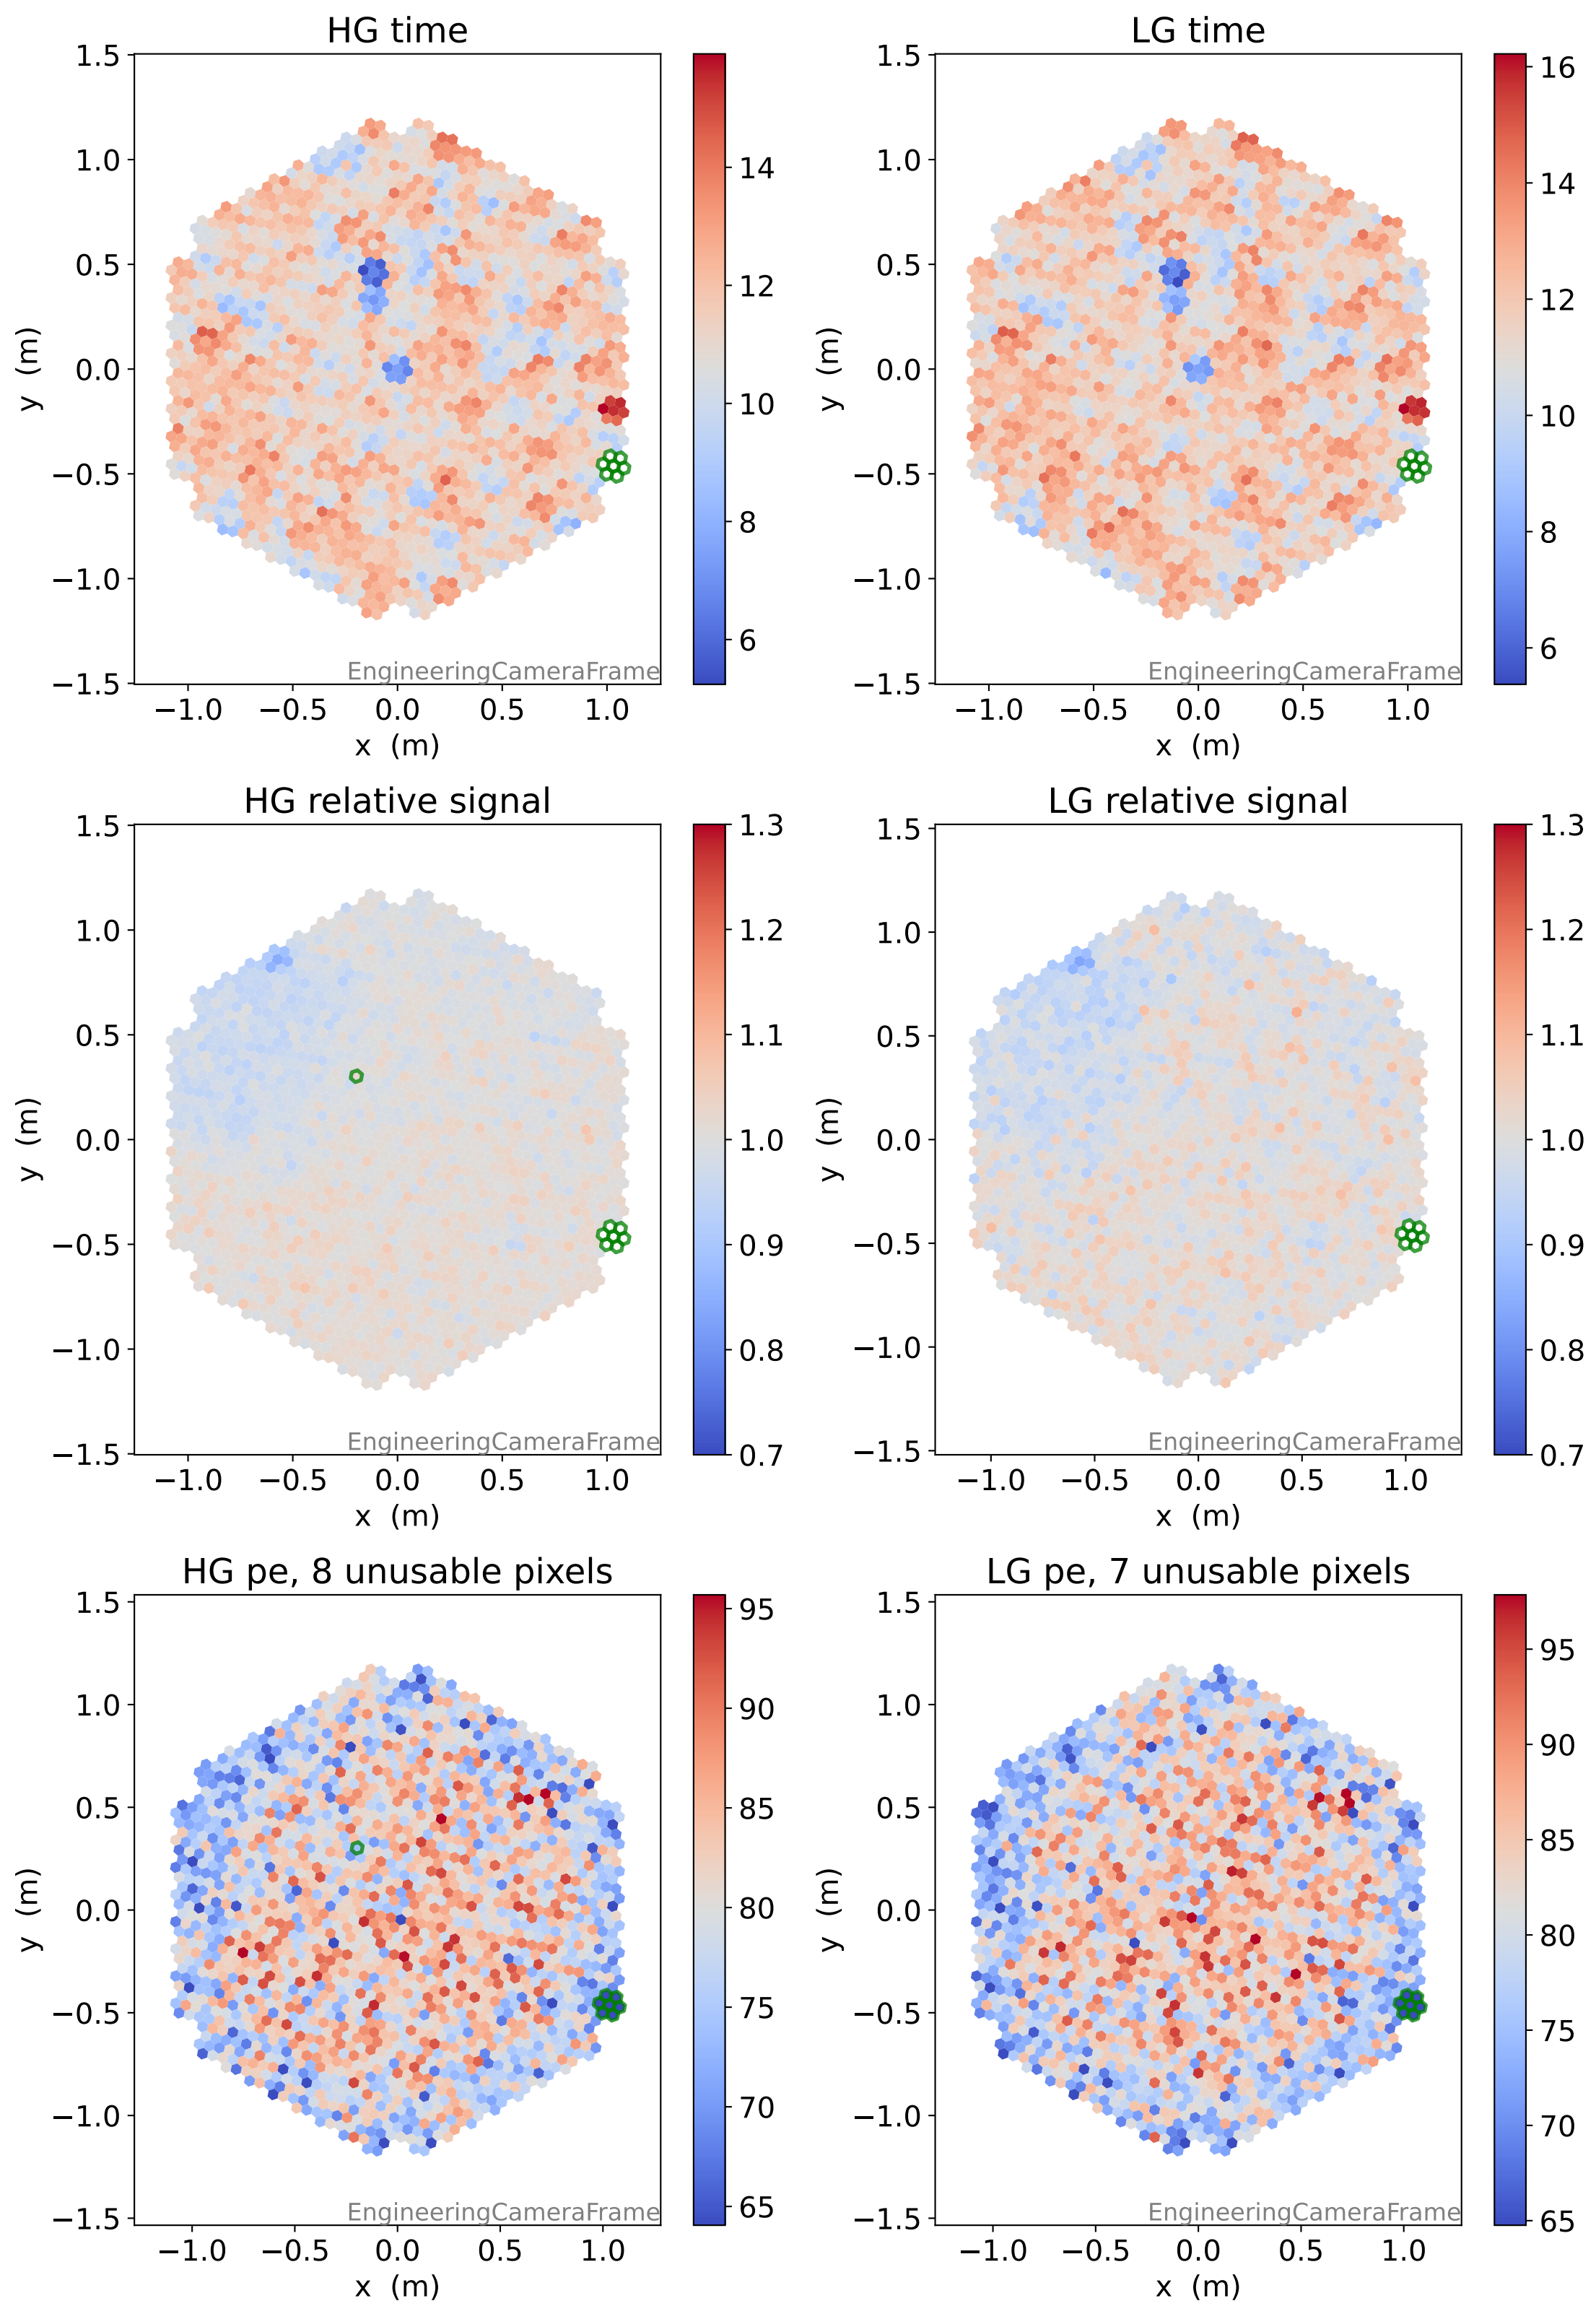 HG time
1.5
1.0
0.5
0.0
−0.5
−1.0
−1.5
y (m)
−1.0 −0.5 0.0 0.5 1.0
x (m)
EngineeringCameraFrame
14
12
10
8
6
LG time
1.5
1.0
0.5
0.0
−0.5
−1.0
−1.5
y (m)
−1.0 −0.5 0.0 0.5 1.0
x (m)
EngineeringCameraFrame
16
14
12
10
8
6
HG relative signal
1.5
1.0
0.5
0.0
−0.5
−1.0
−1.5
y (m)
−1.0 −0.5 0.0 0.5 1.0
x (m)
EngineeringCameraFrame
1.3
1.2
1.1
1.0
0.9
0.8
0.7
LG relative signal
1.5
1.0
0.5
0.0
−0.5
−1.0
−1.5
y (m)
−1.0 −0.5 0.0 0.5 1.0
x (m)
EngineeringCameraFrame
1.3
1.2
1.1
1.0
0.9
0.8
0.7
HG pe, 8 unusable pixels
1.5
1.0
0.5
0.0
−0.5
−1.0
−1.5
y (m)
−1.0 −0.5 0.0 0.5 1.0
x (m)
EngineeringCameraFrame
95
90
85
80
75
70
65
LG pe, 7 unusable pixels
1.5
1.0
0.5
0.0
−0.5
−1.0
−1.5
y (m)
−1.0 −0.5 0.0 0.5 1.0
x (m)
EngineeringCameraFrame
95
90
85
80
75
70
65